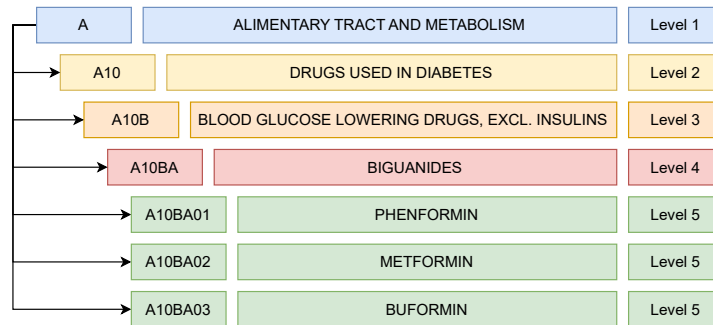 A ALIMENTARY TRACT AND METABOLISM Level 1
A10 DRUGS USED IN DIABETES Level 2
A10B BLOOD GLUCOSE LOWERING DRUGS, EXCL. INSULINS Level 3
A10BA BIGUANIDES Level 4
A10BA01 PHENFORMIN Level 5
A10BA02 METFORMIN Level 5
A10BA03 BUFORMIN Level 5